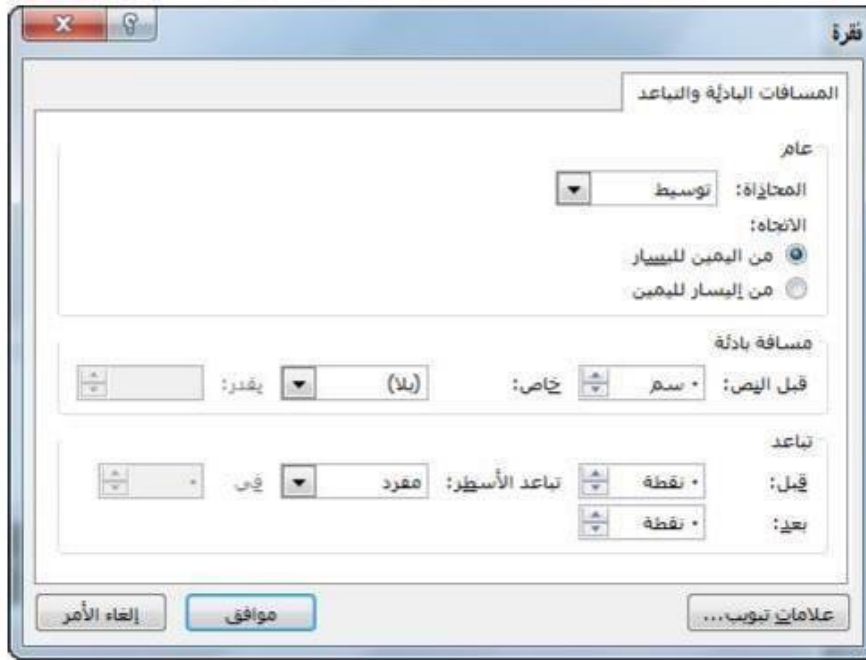 فقرة
المسافات البادئة والتباعد
عام
المحاذاة: توسيط
الاتجاه:
من اليمين لليسار
من إليسار لليمين
مسافة بادئة
قبل النص: ٠ سم خاص: (بلا) يقدر:
تباعد
قبل: ٠ نقطة تباعد الأسطر: مفرد في ٠
بعد: ٠ نقطة
علامات تبويب... موافق إلغاء الأمر